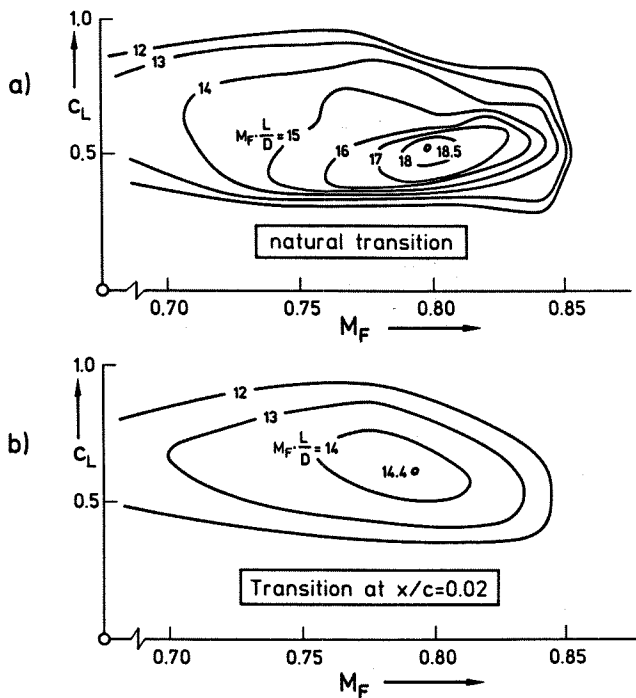 a)
1.0
C_L
0.5
12
13
14
M_F · L/D = 15
16
17
18
18.5
natural transition
0
0.70
0.75
0.80
0.85
M_F
b)
1.0
C_L
0.5
12
13
M_F · L/D = 14
14.4
Transition at x/c=0.02
0
0.70
0.75
0.80
0.85
M_F